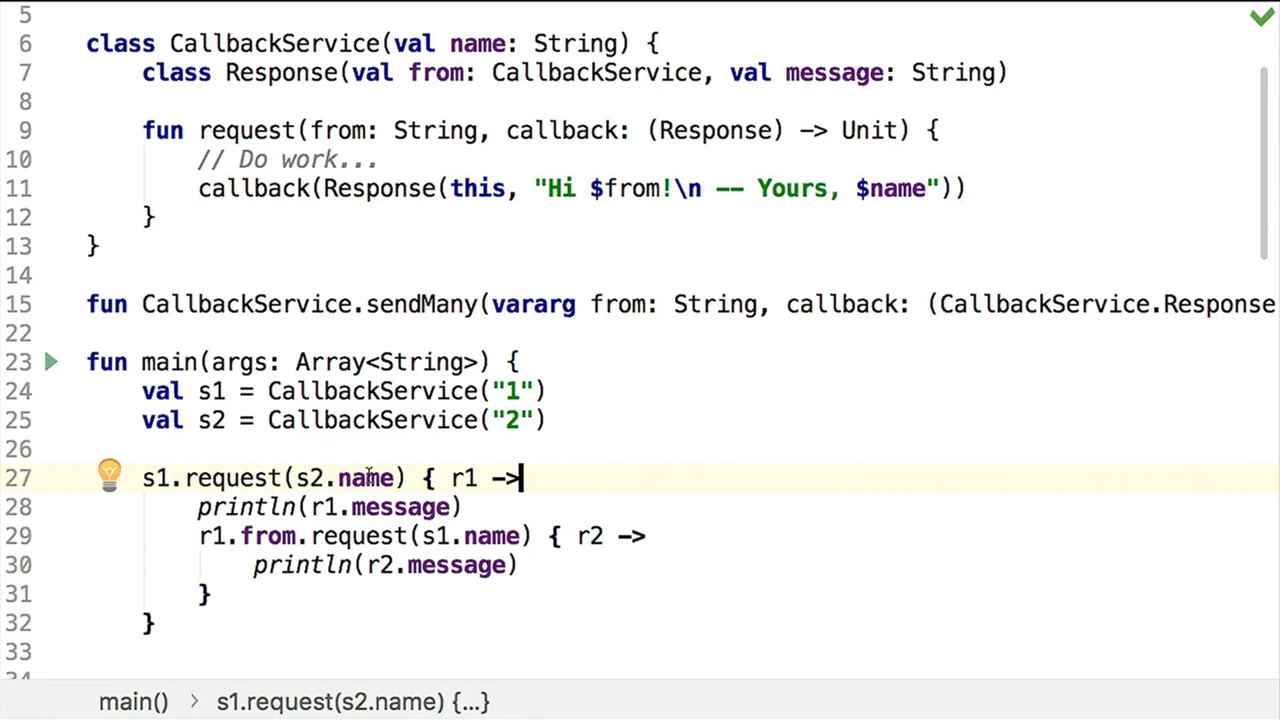 5
6 class CallbackService(val name: String) {
7 class Response(val from: CallbackService, val message: String)
8
9 fun request(from: String, callback: (Response) -> Unit) {
10 // Do work...
11 callback(Response(this, "Hi $from!\n -- Yours, $name"))
12 }
13 }
14
15 fun CallbackService.sendMany(vararg from: String, callback: (CallbackService.Response
22
23 fun main(args: Array<String>) {
24 val s1 = CallbackService("1")
25 val s2 = CallbackService("2")
26
27 s1.request(s2.name) { r1 ->
28 println(r1.message)
29 r1.from.request(s1.name) { r2 ->
30 println(r2.message)
31 }
32 }
33
34
main() > s1.request(s2.name) {...}